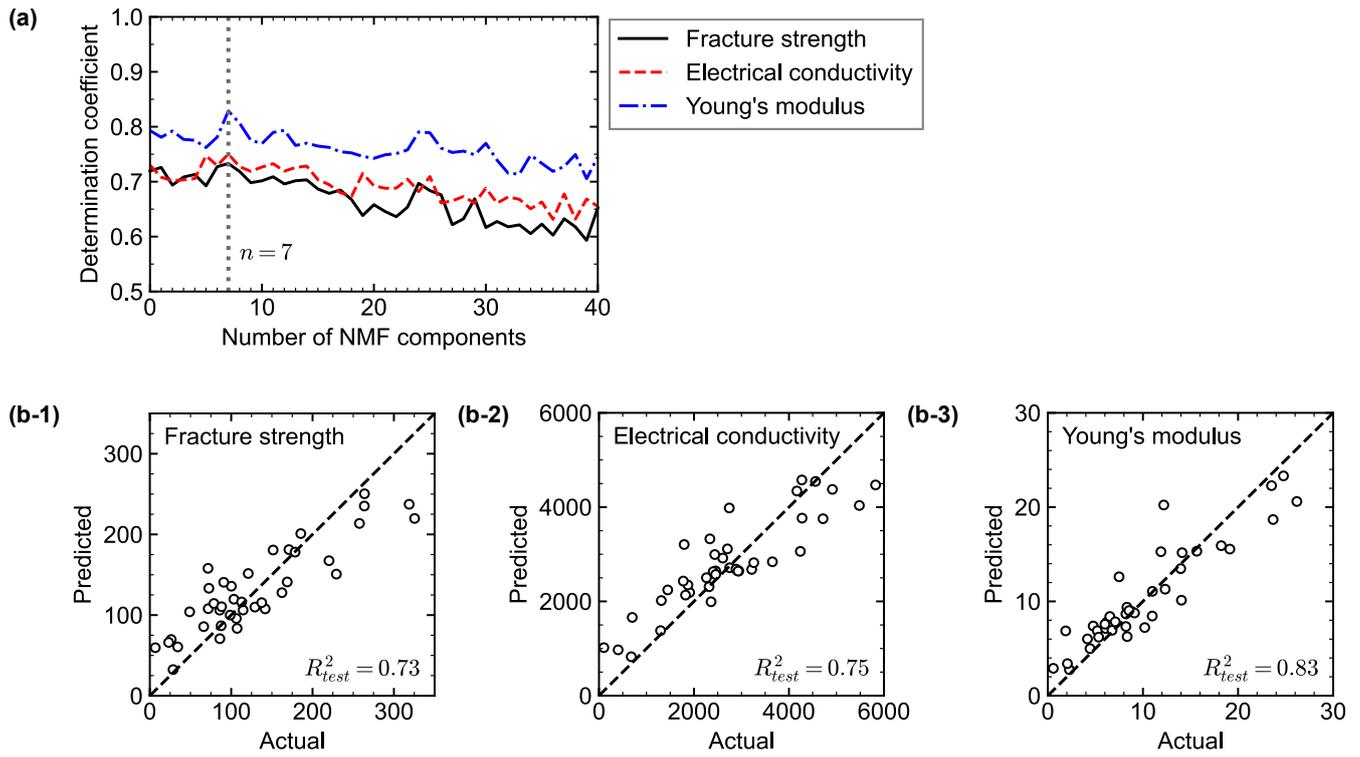 (a)
Determination coefficient
1.0
0.9
0.8
0.7
0.6
0.5
n = 7
0 10 20 30 40
Number of NMF components
Fracture strength
Electrical conductivity
Young's modulus
(b-1)
Fracture strength
Predicted
300
200
100
0
R²test = 0.73
0 100 200 300
Actual
(b-2)
Electrical conductivity
Predicted
6000
4000
2000
0
R²test = 0.75
0 2000 4000 6000
Actual
(b-3)
Young's modulus
Predicted
30
20
10
0
R²test = 0.83
0 10 20 30
Actual